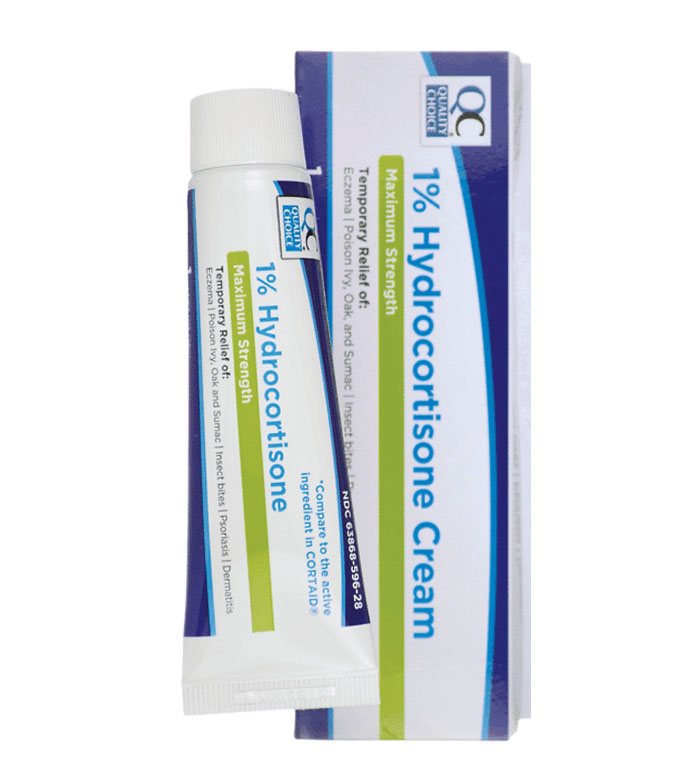 QC
QUALITY
CHOICE
1% Hydrocortisone
Maximum Strength
Temporary Relief of:
Eczema | Poison Ivy, Oak and Sumac | Insect bites | Psoriasis | Dermatitis
*Compare to the active
ingredient in CORTAID®
NDC 63868-596-28
QC
QUALITY
CHOICE®
1% Hydrocortisone Cream
Maximum Strength
Temporary Relief of:
Eczema | Poison Ivy, Oak, and Sumac | Insect bites |